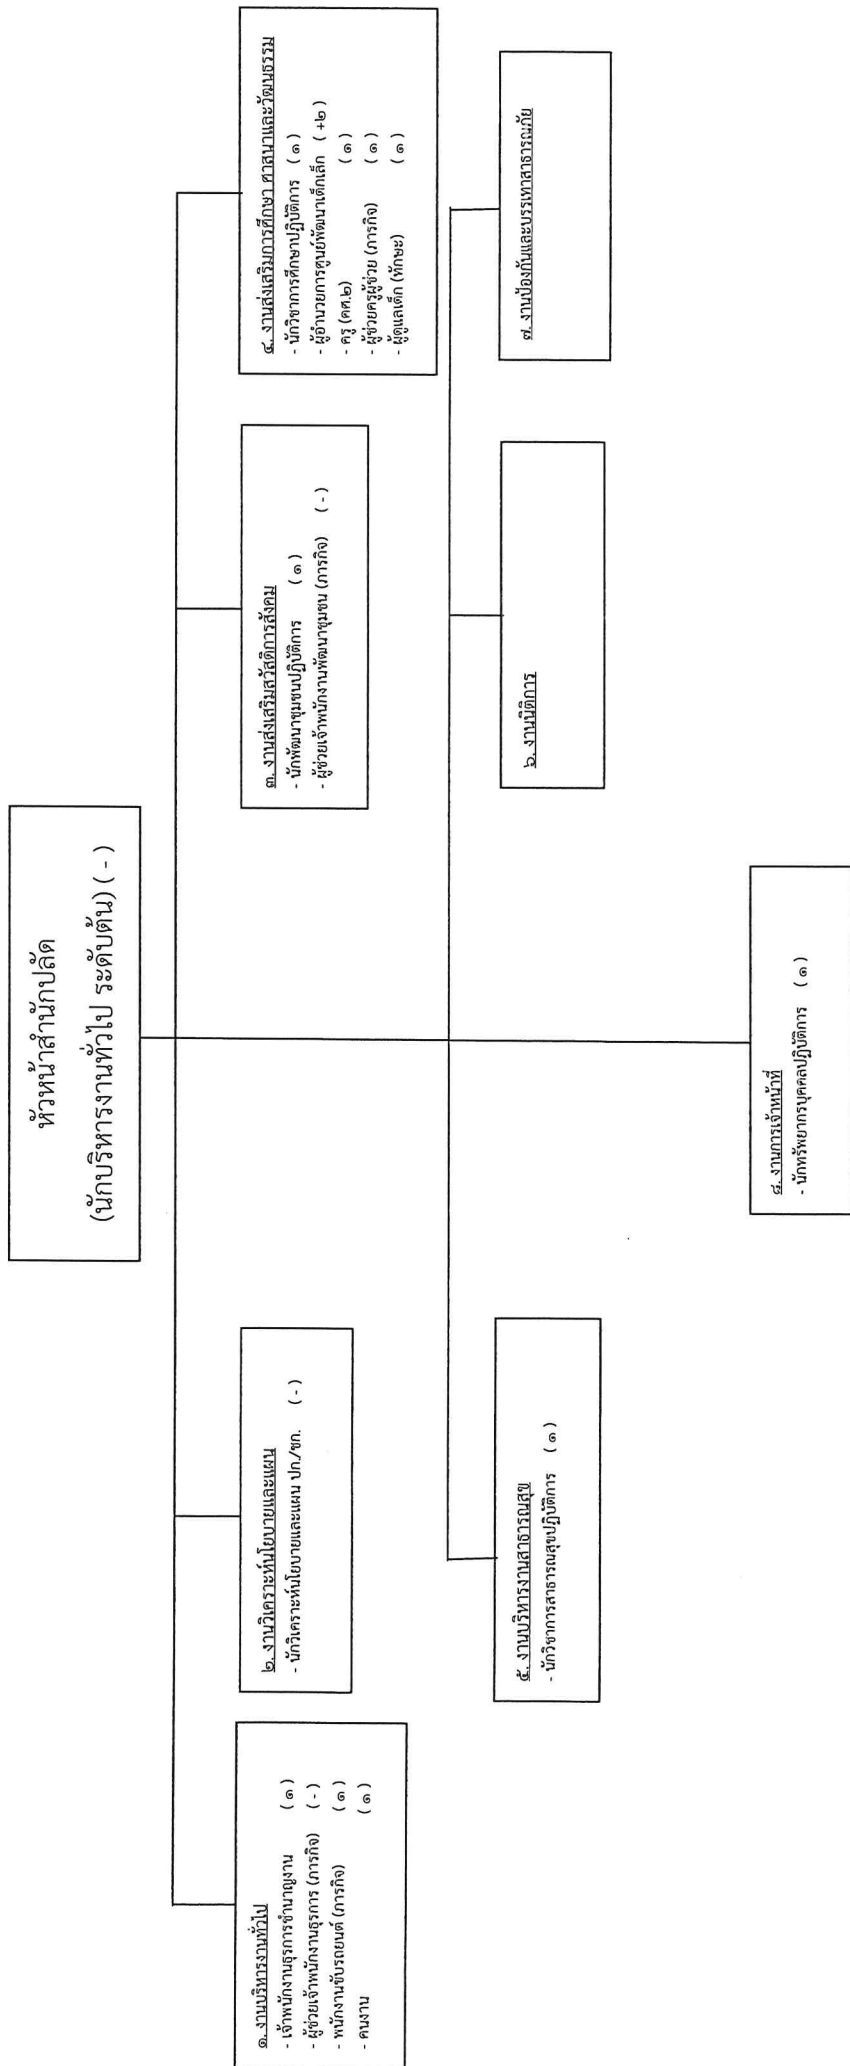 หัวหน้าสำนักปลัด
(นักบริหารงานทั่วไป ระดับต้น) ( - )
๑. งานบริหารงานทั่วไป
- เจ้าพนักงานธุรการชำนาญงาน ( ๑ )
- ผู้ช่วยเจ้าพนักงานธุรการ (ภารกิจ) ( - )
- พนักงานขับรถยนต์ (ภารกิจ) ( ๑ )
- คนงาน ( ๑ )
๒. งานวิเคราะห์นโยบายและแผน
- นักวิเคราะห์นโยบายและแผน ปก./ชก. ( - )
๓. งานส่งเสริมสวัสดิการสังคม
- นักพัฒนาชุมชนปฏิบัติการ ( ๑ )
- ผู้ช่วยเจ้าพนักงานพัฒนาชุมชน (ภารกิจ) ( - )
๔. งานส่งเสริมการศึกษา ศาสนาและวัฒนธรรม
- นักวิชาการศึกษาปฏิบัติการ ( ๑ )
- ผู้อำนวยการศูนย์พัฒนาเด็กเล็ก ( +๒ )
- ครู (คศ.๒) ( ๑ )
- ผู้ช่วยครูผู้ช่วย (ภารกิจ) ( ๑ )
- ผู้ดูแลเด็ก (ทักษะ) ( ๑ )
๕. งานบริหารงานสาธารณสุข
- นักวิชาการสาธารณสุขปฏิบัติการ ( ๑ )
๖. งานนิติการ
๗. งานป้องกันและบรรเทาสาธารณภัย
๘. งานการเจ้าหน้าที่
- นักทรัพยากรบุคคลปฏิบัติการ ( ๑ )